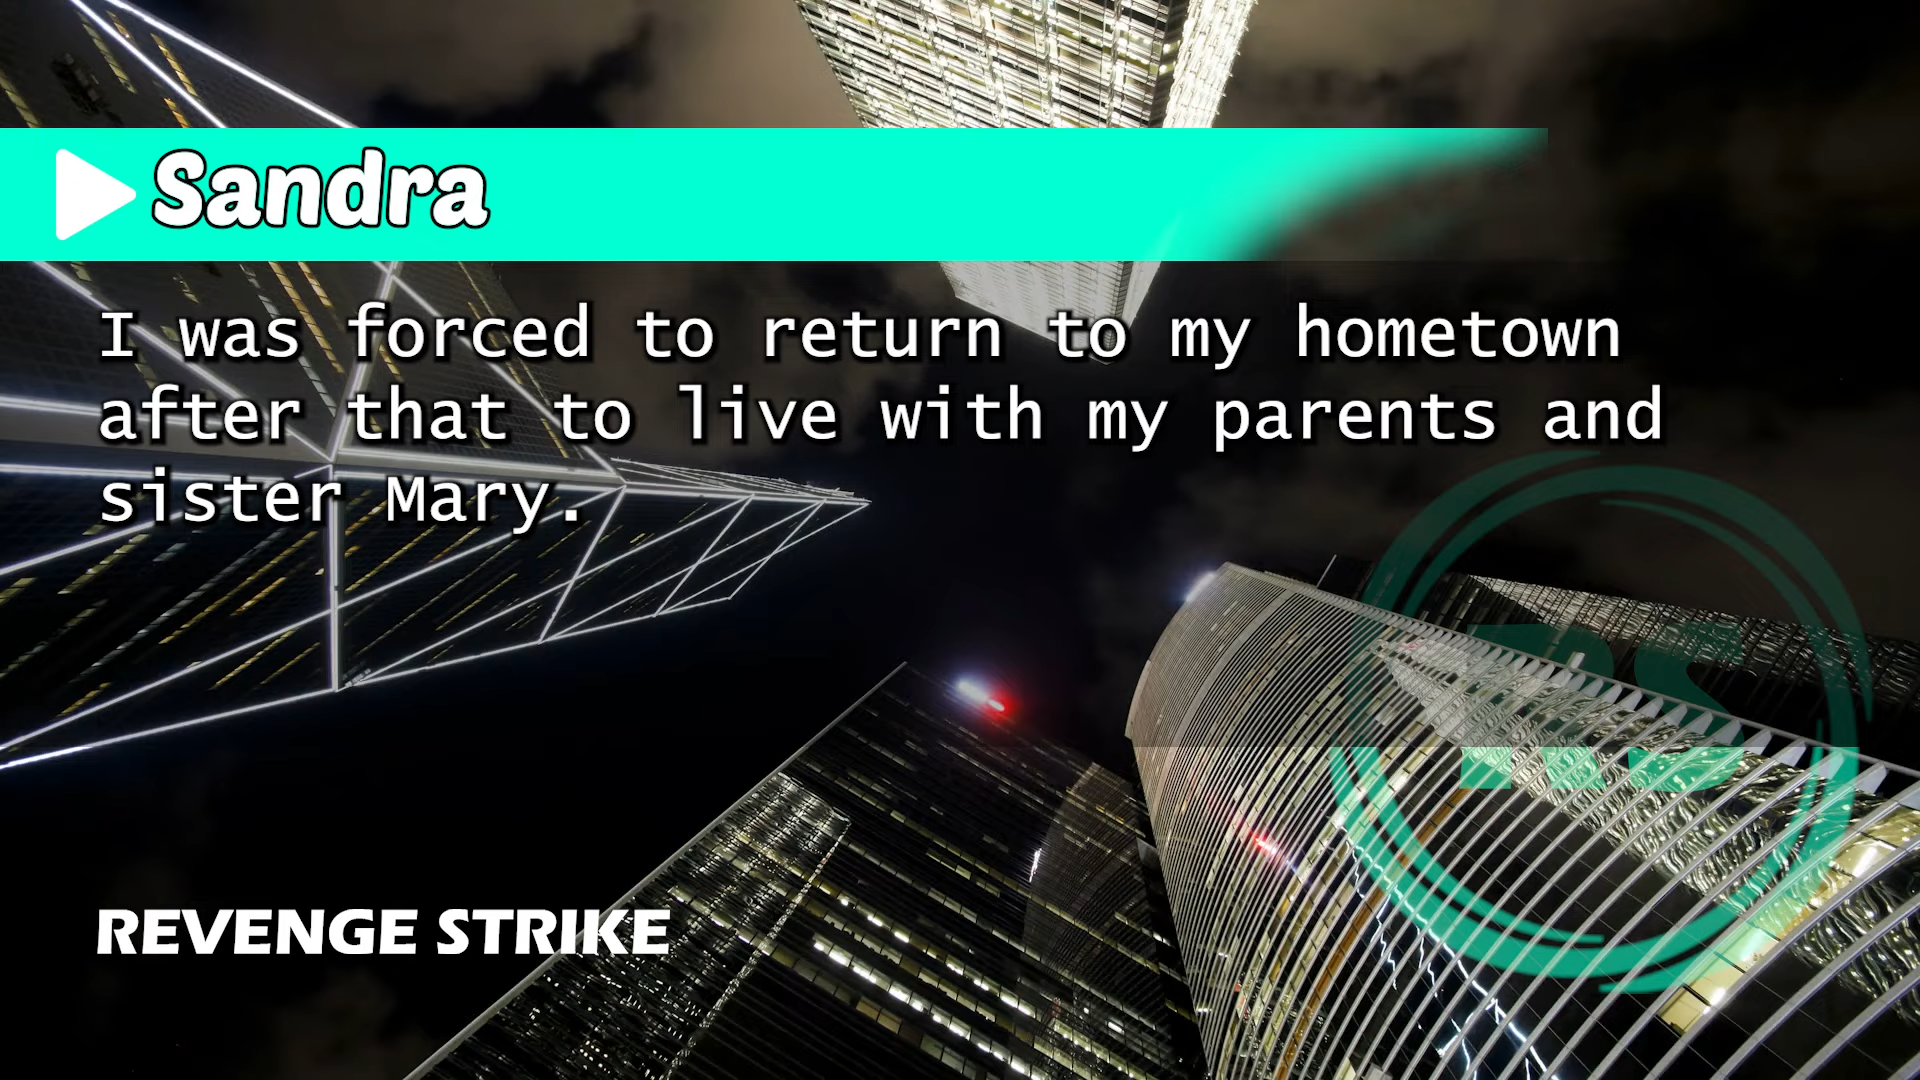 Sandra
I was forced to return to my hometown
after that to live with my parents and
sister Mary.
RS
REVENGE STRIKE